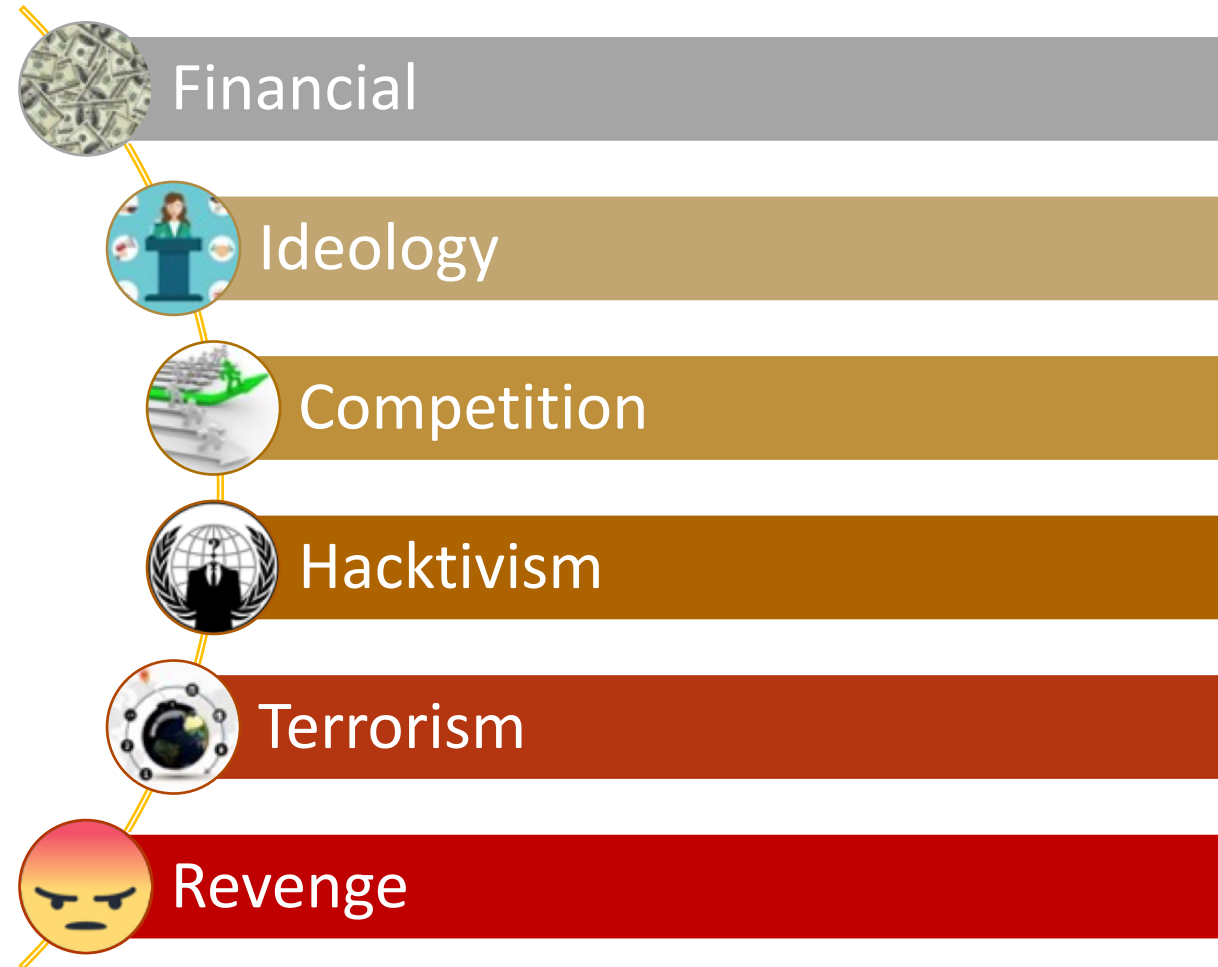 Financial
Ideology
Competition
Hacktivism
Terrorism
Revenge